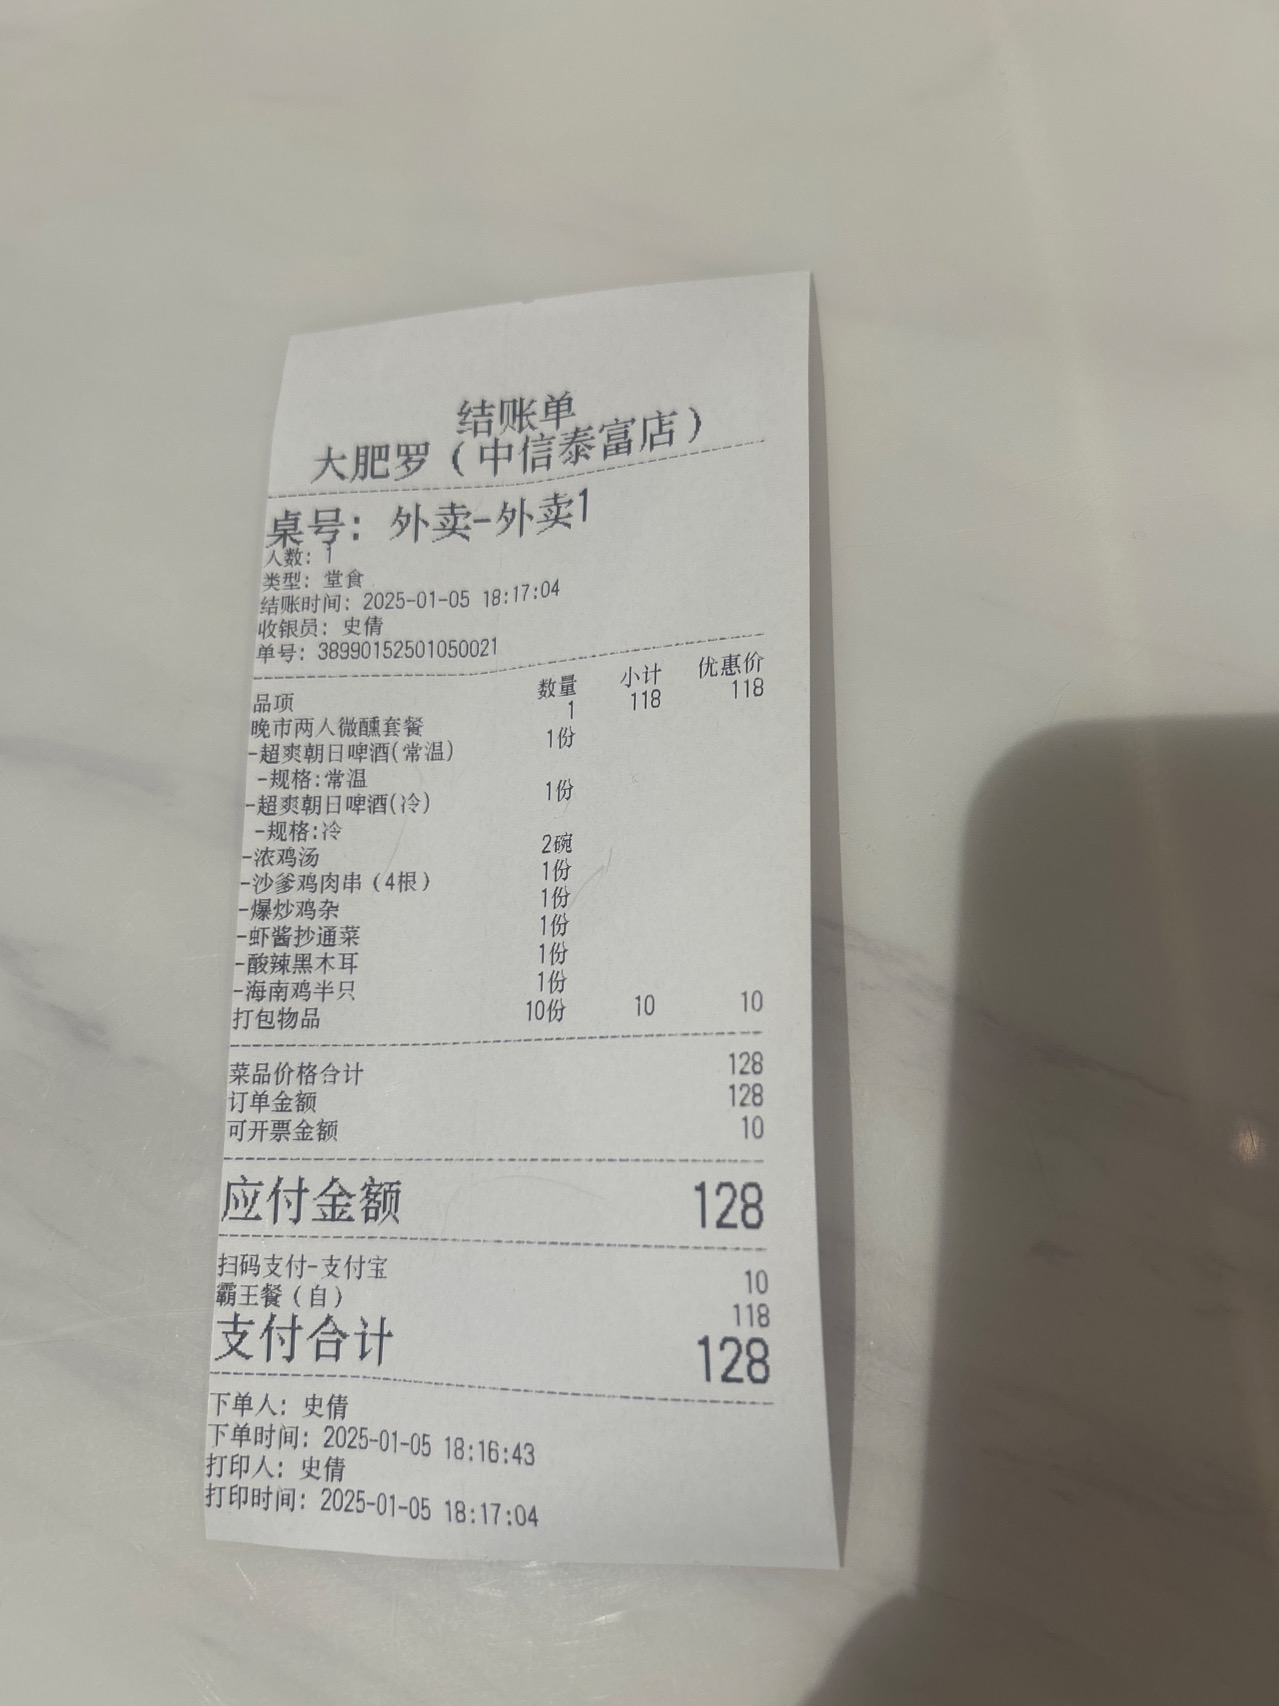 结账单
大肥罗（中信泰富店）
桌号：外卖-外卖1
人数：1
类型：堂食
结账时间：2025-01-05 18:17:04
收银员：史倩
单号：38990152501050021
品项 数量 小计 优惠价
晚市两人微醺套餐 1 118 118
-超爽朝日啤酒(常温) 1份
-规格:常温
-超爽朝日啤酒(冷) 1份
-规格:冷
-浓鸡汤 2碗
-沙爹鸡肉串（4根） 1份
-爆炒鸡杂 1份
-虾酱抄通菜 1份
-酸辣黑木耳 1份
-海南鸡半只 1份
打包物品 10份 10 10
菜品价格合计 128
订单金额 128
可开票金额 10
应付金额 128
扫码支付-支付宝 10
霸王餐（自） 118
支付合计 128
下单人：史倩
下单时间：2025-01-05 18:16:43
打印人：史倩
打印时间：2025-01-05 18:17:04